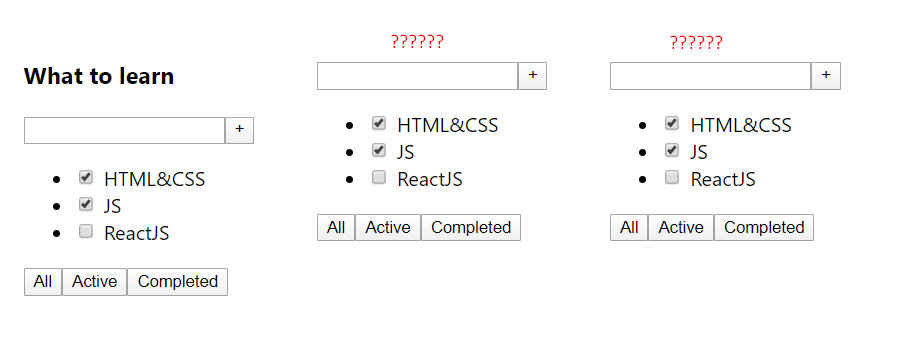 What to learn
+
HTML&CSS
JS
ReactJS
All Active Completed
??????
+
HTML&CSS
JS
ReactJS
All Active Completed
??????
+
HTML&CSS
JS
ReactJS
All Active Completed